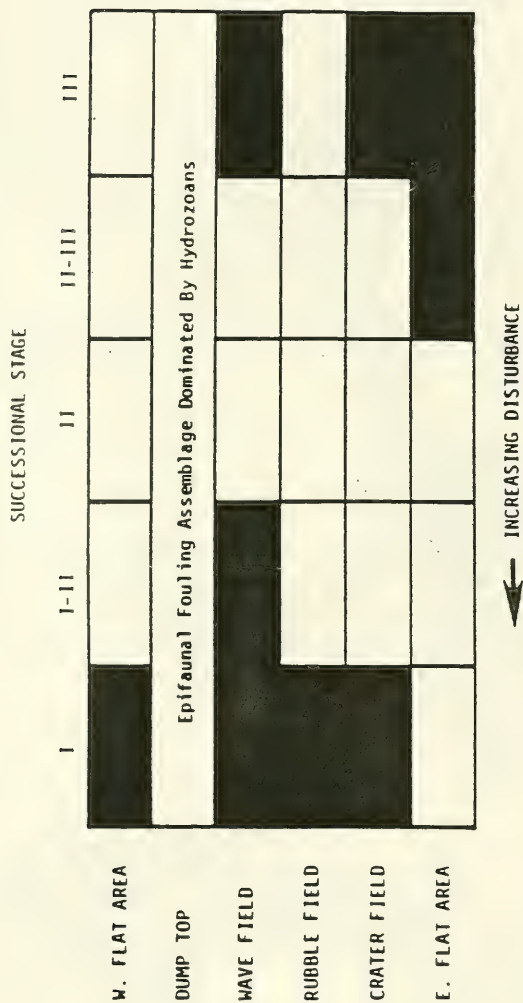 SUCCESSIONAL STAGE
I I-II II II-III III
W. FLAT AREA
DUMP TOP
Epifaunal Fouling Assemblage Dominated By Hydrozoans
WAVE FIELD
RUBBLE FIELD
CRATER FIELD
E. FLAT AREA
INCREASING DISTURBANCE